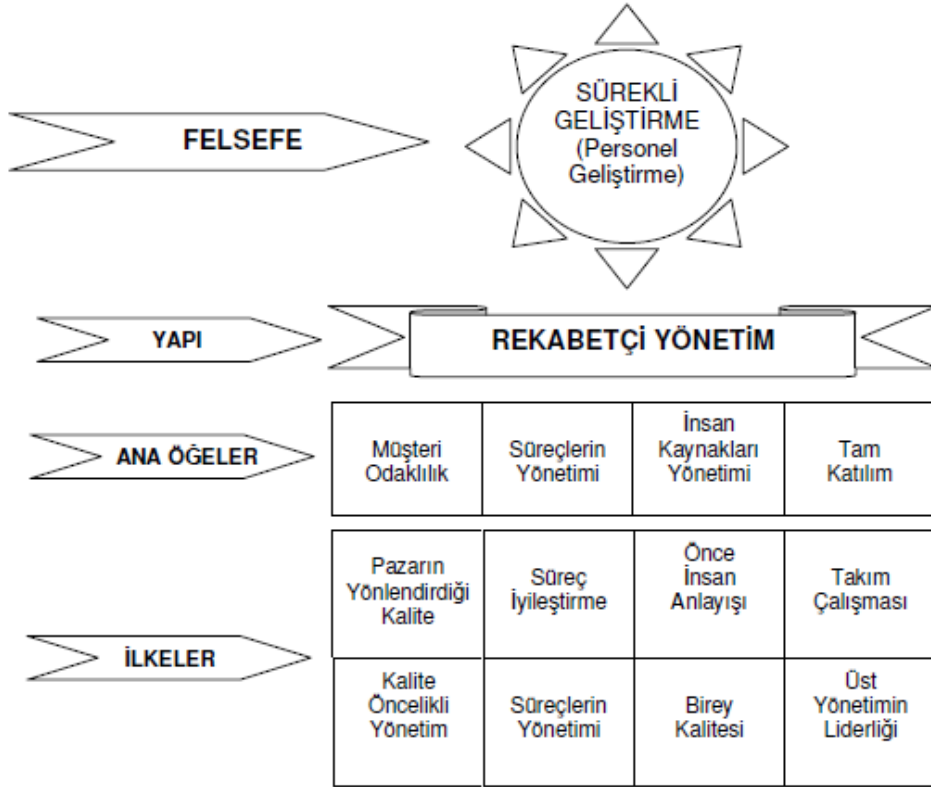 FELSEFE
SÜREKLİ
GELİŞTİRME
(Personel
Geliştirme)
YAPI
REKABETÇİ YÖNETİM
ANA ÖĞELER
Müşteri
Odaklılık
Süreçlerin
Yönetimi
İnsan
Kaynakları
Yönetimi
Tam
Katılım
İLKELER
Pazarın
Yönlendirdiği
Kalite
Süreç
İyileştirme
Önce
İnsan
Anlayışı
Takım
Çalışması
Kalite
Öncelikli
Yönetim
Süreçlerin
Yönetimi
Birey
Kalitesi
Üst
Yönetimin
Liderliği